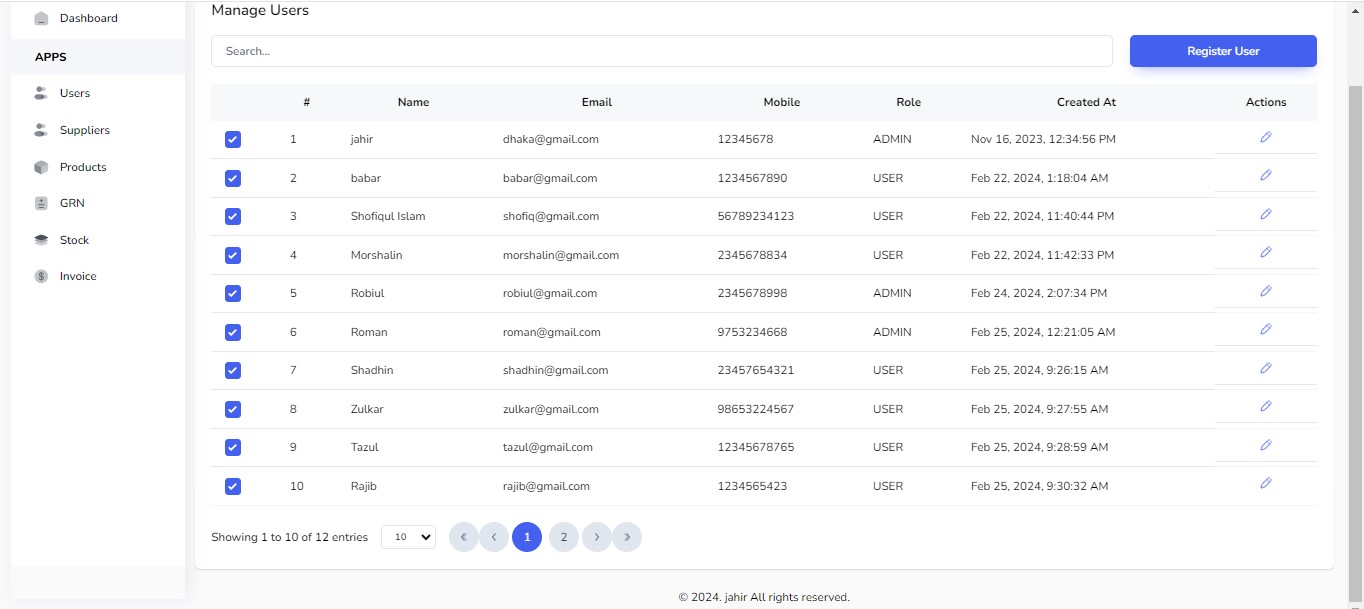 Dashboard
APPS
Users
Suppliers
Products
GRN
Stock
Invoice
Manage Users
Search...
Register User
# Name Email Mobile Role Created At Actions
1 jahir dhaka@gmail.com 12345678 ADMIN Nov 16, 2023, 12:34:56 PM
2 babar babar@gmail.com 1234567890 USER Feb 22, 2024, 1:18:04 AM
3 Shofiqul Islam shofiq@gmail.com 56789234123 USER Feb 22, 2024, 11:40:44 PM
4 Morshalin morshalin@gmail.com 2345678834 USER Feb 22, 2024, 11:42:33 PM
5 Robiul robiul@gmail.com 2345678998 ADMIN Feb 24, 2024, 2:07:34 PM
6 Roman roman@gmail.com 9753234668 ADMIN Feb 25, 2024, 12:21:05 AM
7 Shadhin shadhin@gmail.com 23457654321 USER Feb 25, 2024, 9:26:15 AM
8 Zulkar zulkar@gmail.com 98653224567 USER Feb 25, 2024, 9:27:55 AM
9 Tazul tazul@gmail.com 12345678765 USER Feb 25, 2024, 9:28:59 AM
10 Rajib rajib@gmail.com 1234565423 USER Feb 25, 2024, 9:30:32 AM
Showing 1 to 10 of 12 entries 10 « ‹ 1 2 › »
© 2024. jahir All rights reserved.